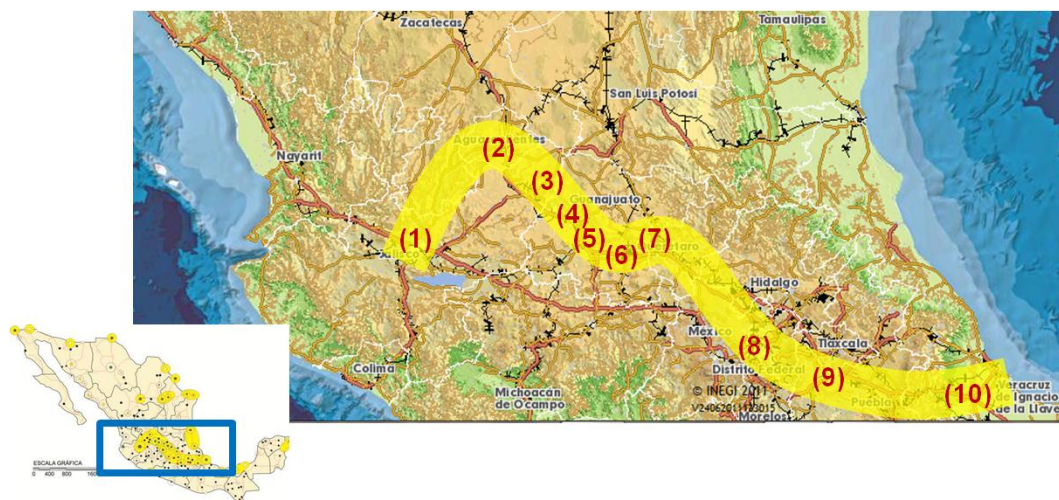 Zacatecas
Tamaulipas
San Luis Potosí
Nayarit
(2)
(3)
Guanajuato
(4)
(1)
(5)
(6)
(7)
Hidalgo
México
(8)
Tlaxcala
Colima
Distrito Federal
(9)
Michoacán
de Ocampo
© INEGI 2011
(10)
Veracruz
de Ignacio
de la Llave
Morelos
ESCALA GRÁFICA
0 400 800